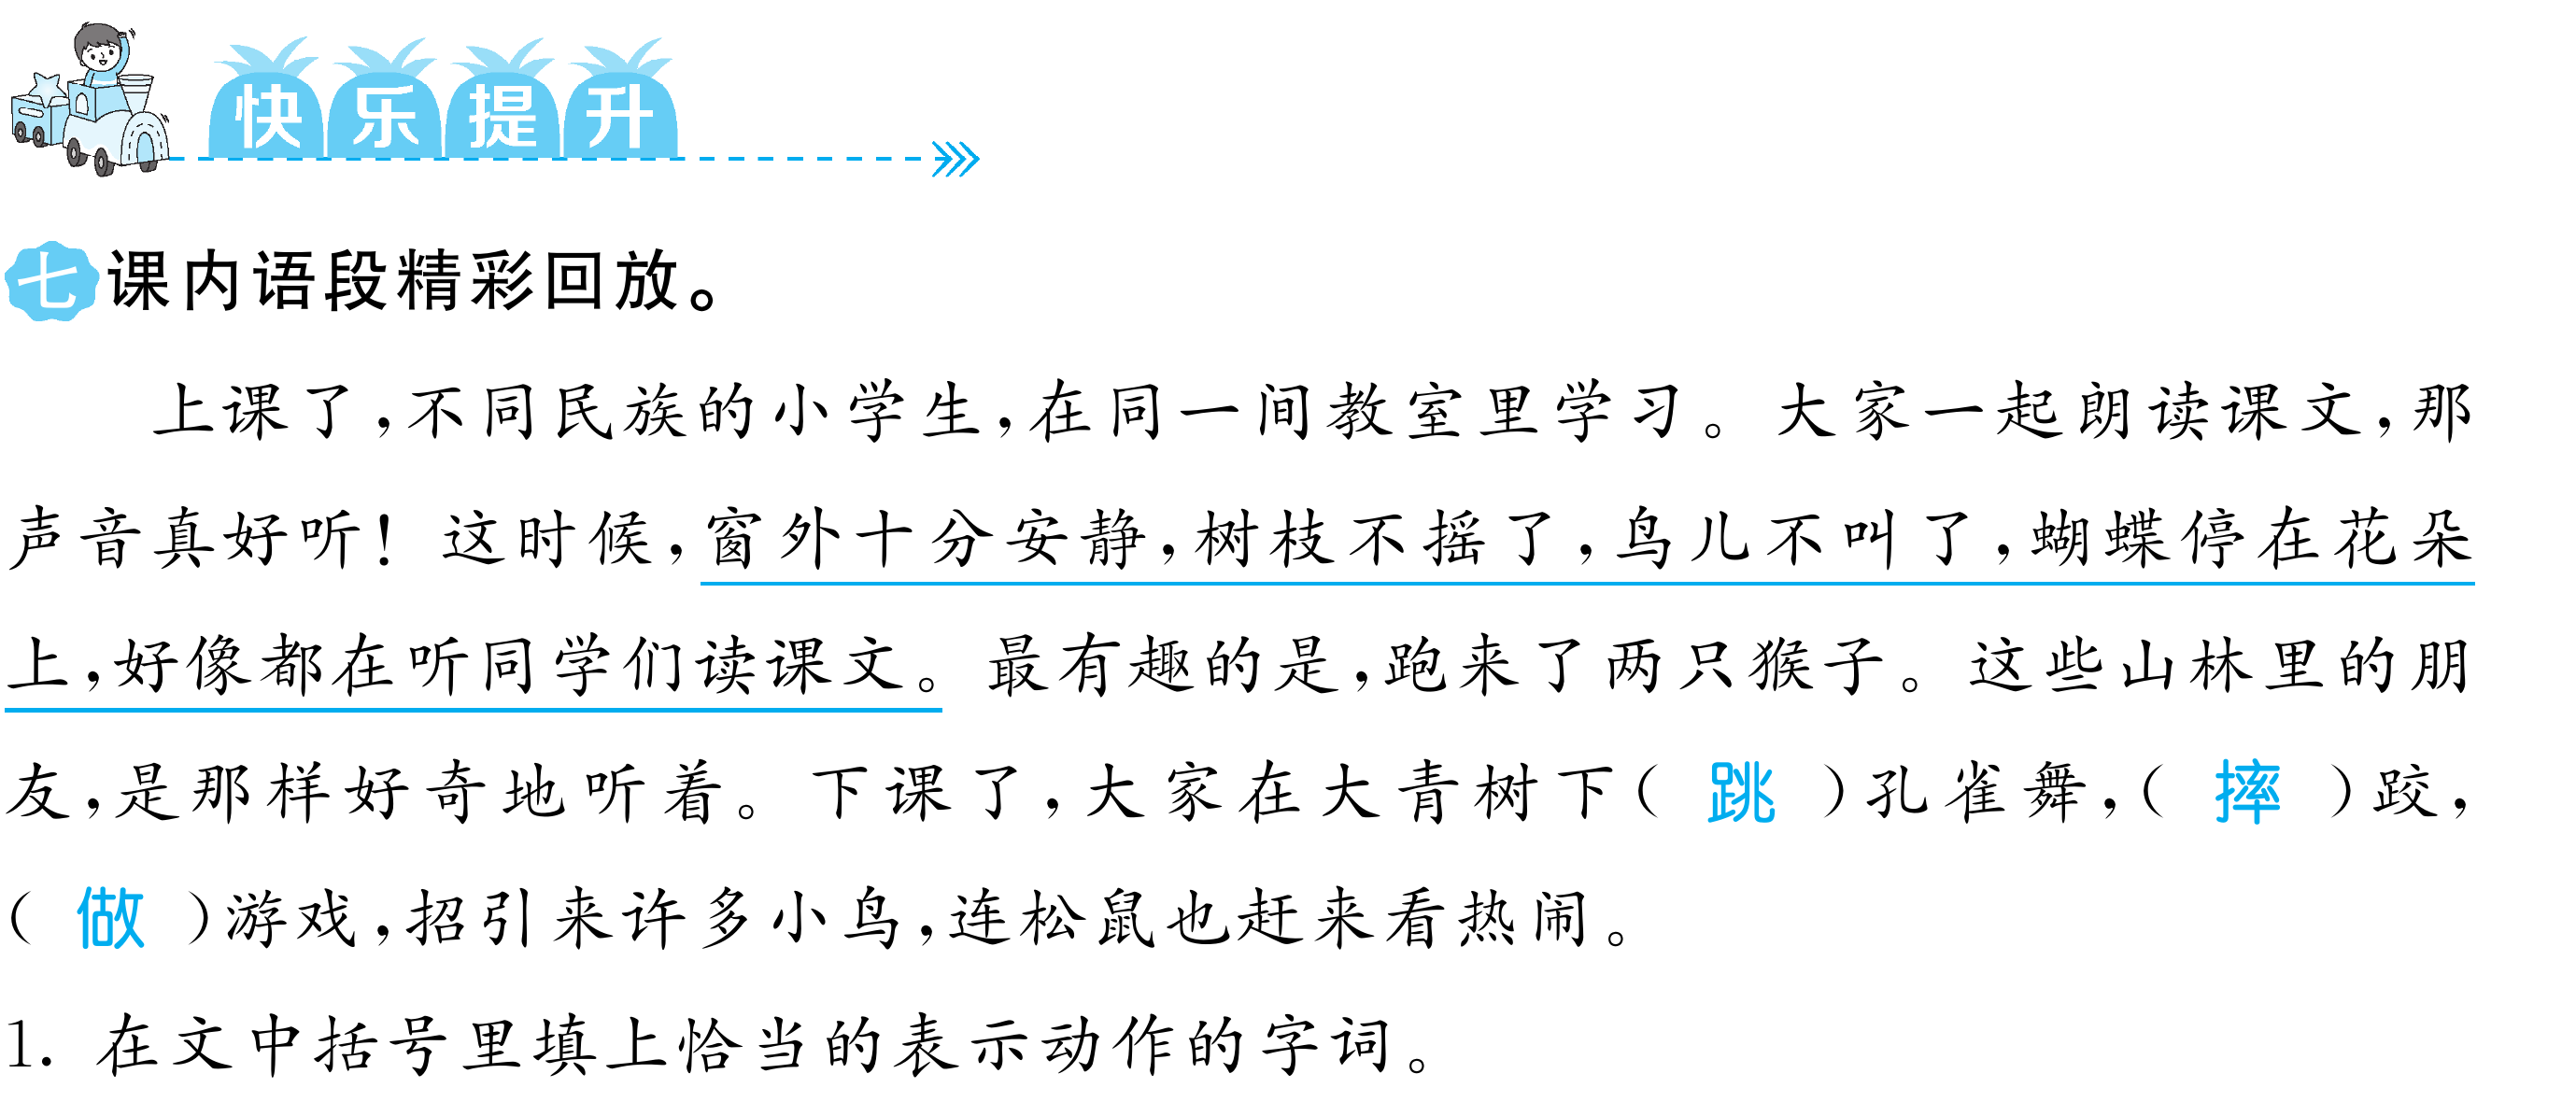 快乐提升
七 课内语段精彩回放。
上课了,不同民族的小学生,在同一间教室里学习。大家一起朗读课文,那
声音真好听！这时候,窗外十分安静,树枝不摇了,鸟儿不叫了,蝴蝶停在花朵
上,好像都在听同学们读课文。最有趣的是,跑来了两只猴子。这些山林里的朋
友,是那样好奇地听着。下课了,大家在大青树下( 跳 )孔雀舞,( 摔 )跤,
( 做 )游戏,招引来许多小鸟,连松鼠也赶来看热闹。
1. 在文中括号里填上恰当的表示动作的字词。